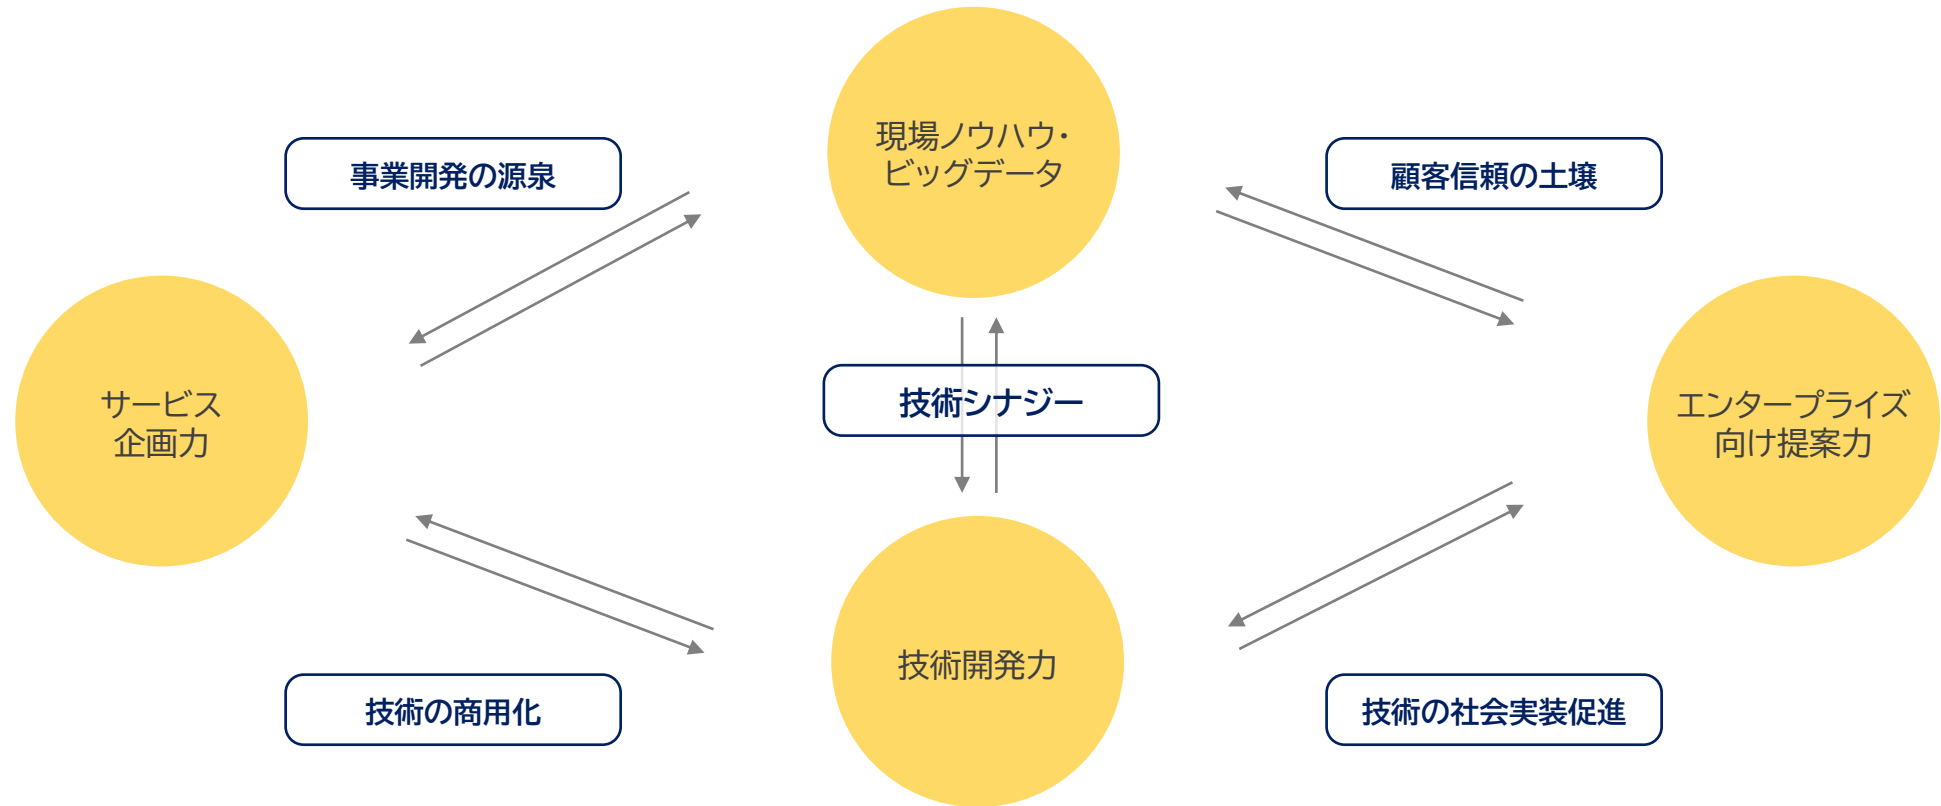 現場ノウハウ・
ビッグデータ
事業開発の源泉
顧客信頼の土壌
サービス
企画力
技術シナジー
エンタープライズ
向け提案力
技術開発力
技術の商用化
技術の社会実装促進